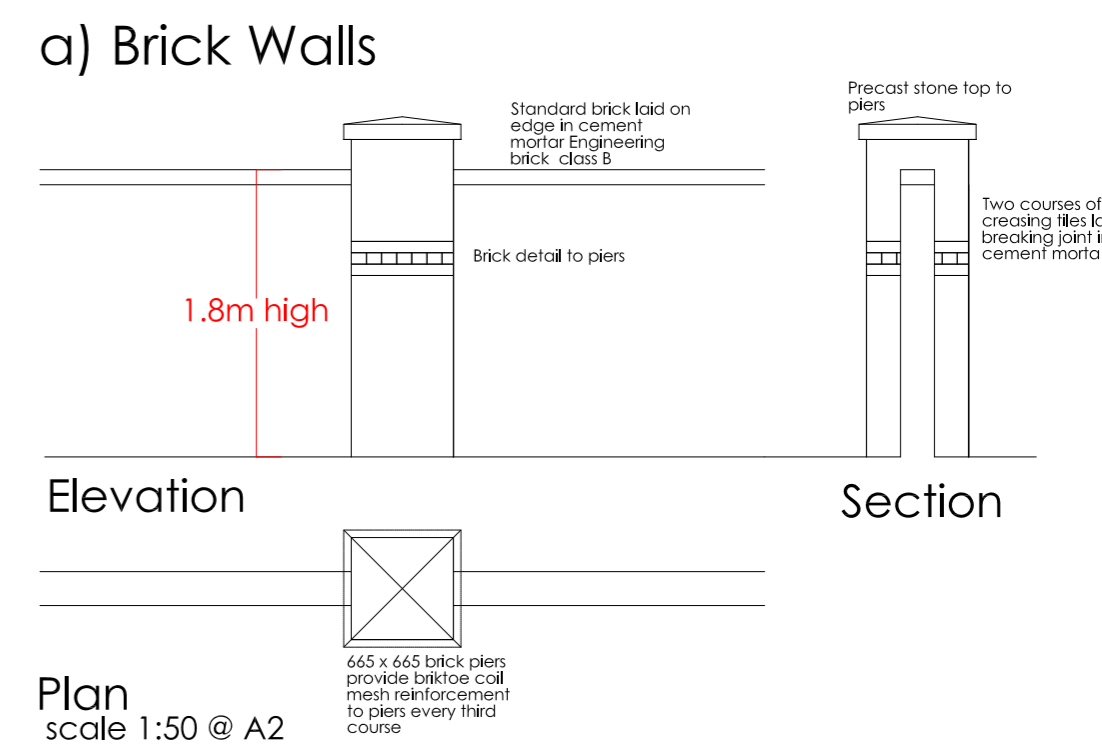 a) Brick Walls
Standard brick laid on
edge in cement
mortar Engineering
brick class B
Precast stone top to
piers
Two courses of
creasing tiles
breaking joint
cement
Brick detail to piers
1.8m high
Elevation
Section
665 x 665 brick piers
provide briktoe coil
mesh reinforcement
to piers every third
course
Plan
scale 1:50 @ A2